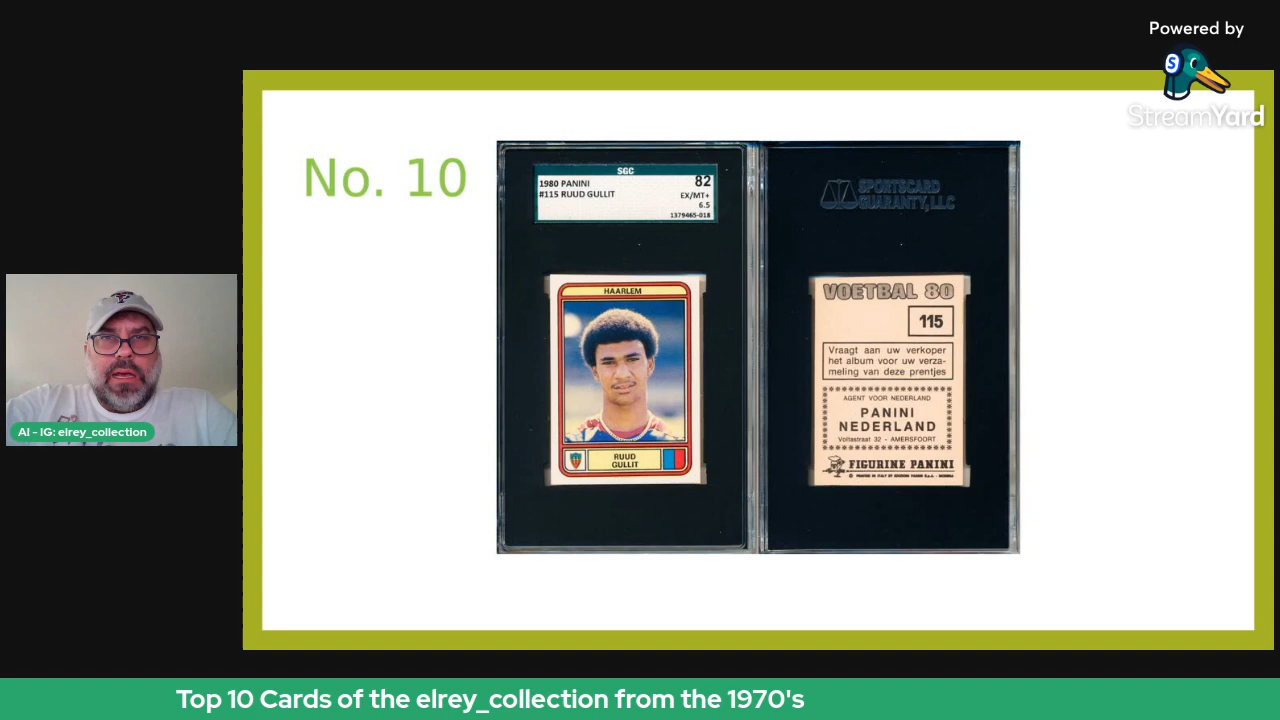 Powered by
S
StreamYard
No. 10
SGC
1980 PANINI
82
#115 RUUD GULLIT
EX/MT+
6.5
1379465-018
SPORTSCARD
GUARANTY, LLC
HAARLEM
RUUD
GULLIT
VOETBAL 80
115
Vraagt aan uw verkoper
het album voor uw verza-
meling van deze prentjes
AGENT VOOR NEDERLAND
PANINI
NEDERLAND
Voltastraat 32 - AMERSFOORT
FIGURINE PANINI
AI - IG: elrey_collection
Top 10 Cards of the elrey_collection from the 1970's